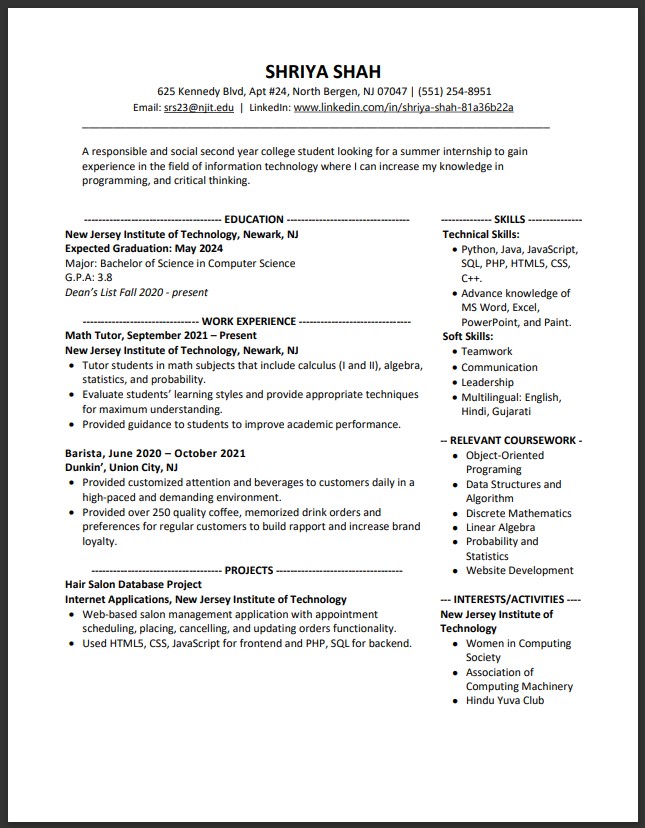 SHRIYA SHAH
625 Kennedy Blvd, Apt #24, North Bergen, NJ 07047 | (551) 254-8951
Email: srs23@njit.edu | LinkedIn: www.linkedin.com/in/shriya-shah-81a36b22a
A responsible and social second year college student looking for a summer internship to gain
experience in the field of information technology where I can increase my knowledge in
programming, and critical thinking.
------------------------------------ EDUCATION --------------------------------
New Jersey Institute of Technology, Newark, NJ
Expected Graduation: May 2024
Major: Bachelor of Science in Computer Science
G.P.A: 3.8
Dean's List Fall 2020 - present
------------------------------ WORK EXPERIENCE -----------------------------
Math Tutor, September 2021 – Present
New Jersey Institute of Technology, Newark, NJ
• Tutor students in math subjects that include calculus (I and II), algebra,
statistics, and probability.
• Evaluate students' learning styles and provide appropriate techniques
for maximum understanding.
• Provided guidance to students to improve academic performance.
Barista, June 2020 – October 2021
Dunkin', Union City, NJ
• Provided customized attention and beverages to customers daily in a
high-paced and demanding environment.
• Provided over 250 quality coffee, memorized drink orders and
preferences for regular customers to build rapport and increase brand
loyalty.
---------------------------------- PROJECTS ---------------------------------
Hair Salon Database Project
Internet Applications, New Jersey Institute of Technology
• Web-based salon management application with appointment
scheduling, placing, cancelling, and updating orders functionality.
• Used HTML5, CSS, JavaScript for frontend and PHP, SQL for backend.
------------- SKILLS --------------
Technical Skills:
• Python, Java, JavaScript,
SQL, PHP, HTML5, CSS,
C++.
• Advance knowledge of
MS Word, Excel,
PowerPoint, and Paint.
Soft Skills:
• Teamwork
• Communication
• Leadership
• Multilingual: English,
Hindi, Gujarati
-- RELEVANT COURSEWORK -
• Object-Oriented
Programing
• Data Structures and
Algorithm
• Discrete Mathematics
• Linear Algebra
• Probability and
Statistics
• Website Development
--- INTERESTS/ACTIVITIES ----
New Jersey Institute of
Technology
• Women in Computing
Society
• Association of
Computing Machinery
• Hindu Yuva Club